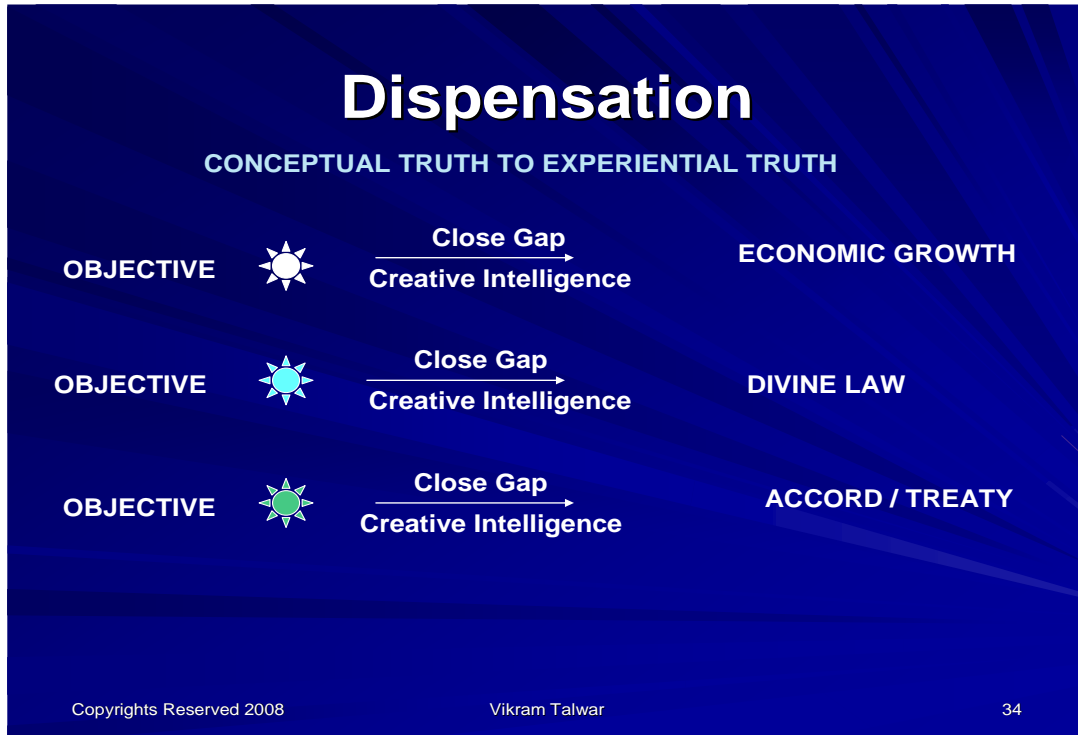 Dispensation
CONCEPTUAL TRUTH TO EXPERIENTIAL TRUTH
OBJECTIVE
Close Gap
Creative Intelligence
ECONOMIC GROWTH
OBJECTIVE
Close Gap
Creative Intelligence
DIVINE LAW
OBJECTIVE
Close Gap
Creative Intelligence
ACCORD / TREATY
Copyrights Reserved 2008
Vikram Talwar
34